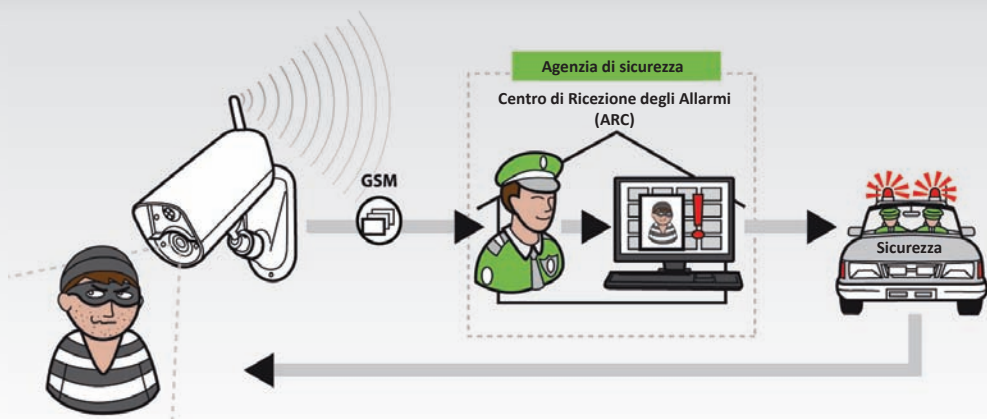 Agenzia di sicurezza
Centro di Ricezione degli Allarmi
(ARC)
GSM
Sicurezza